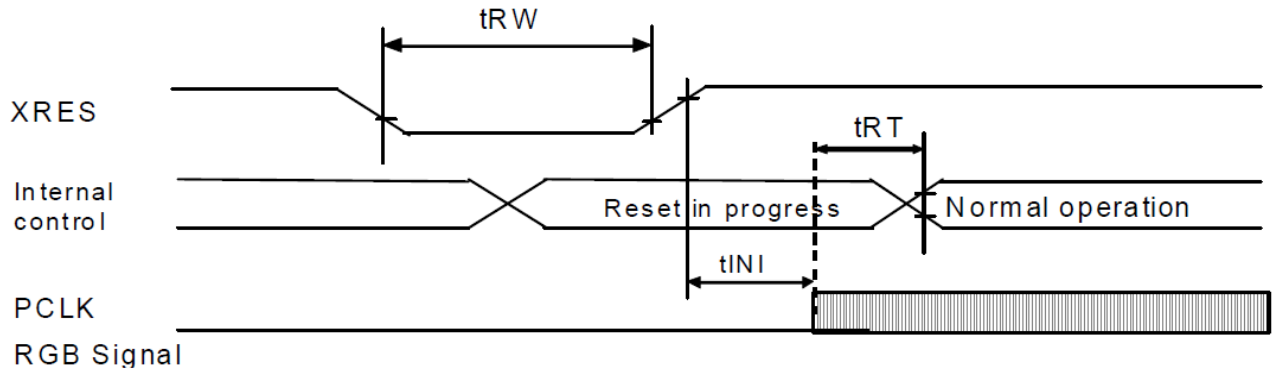 tRW
XRES
tRT
Internal
control
Reset in progress
Normal operation
tINI
PCLK
RGB Signal